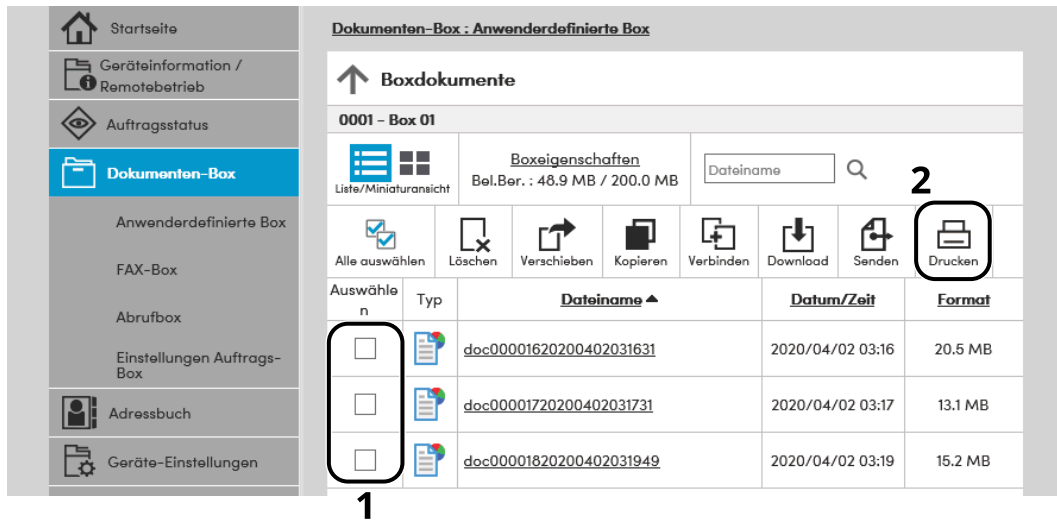 Startseite
Geräteinformation /
Remotebetrieb
Auftragsstatus
Dokumenten-Box
Anwenderdefinierte Box
FAX-Box
Abrufbox
Einstellungen Auftrags-
Box
Adressbuch
Geräte-Einstellungen
Dokumenten-Box : Anwenderdefinierte Box
Boxdokumente
0001 - Box 01
Liste/Miniaturansicht
Boxeigenschaften
Bel.Ber. : 48.9 MB / 200.0 MB
Dateiname
2
Alle auswählen Löschen Verschieben Kopieren Verbinden Download Senden Drucken
Auswähle
n
Typ Dateiname Datum/Zeit Format
doc00001620200402031631 2020/04/02 03:16 20.5 MB
doc00001720200402031731 2020/04/02 03:17 13.1 MB
doc00001820200402031949 2020/04/02 03:19 15.2 MB
1